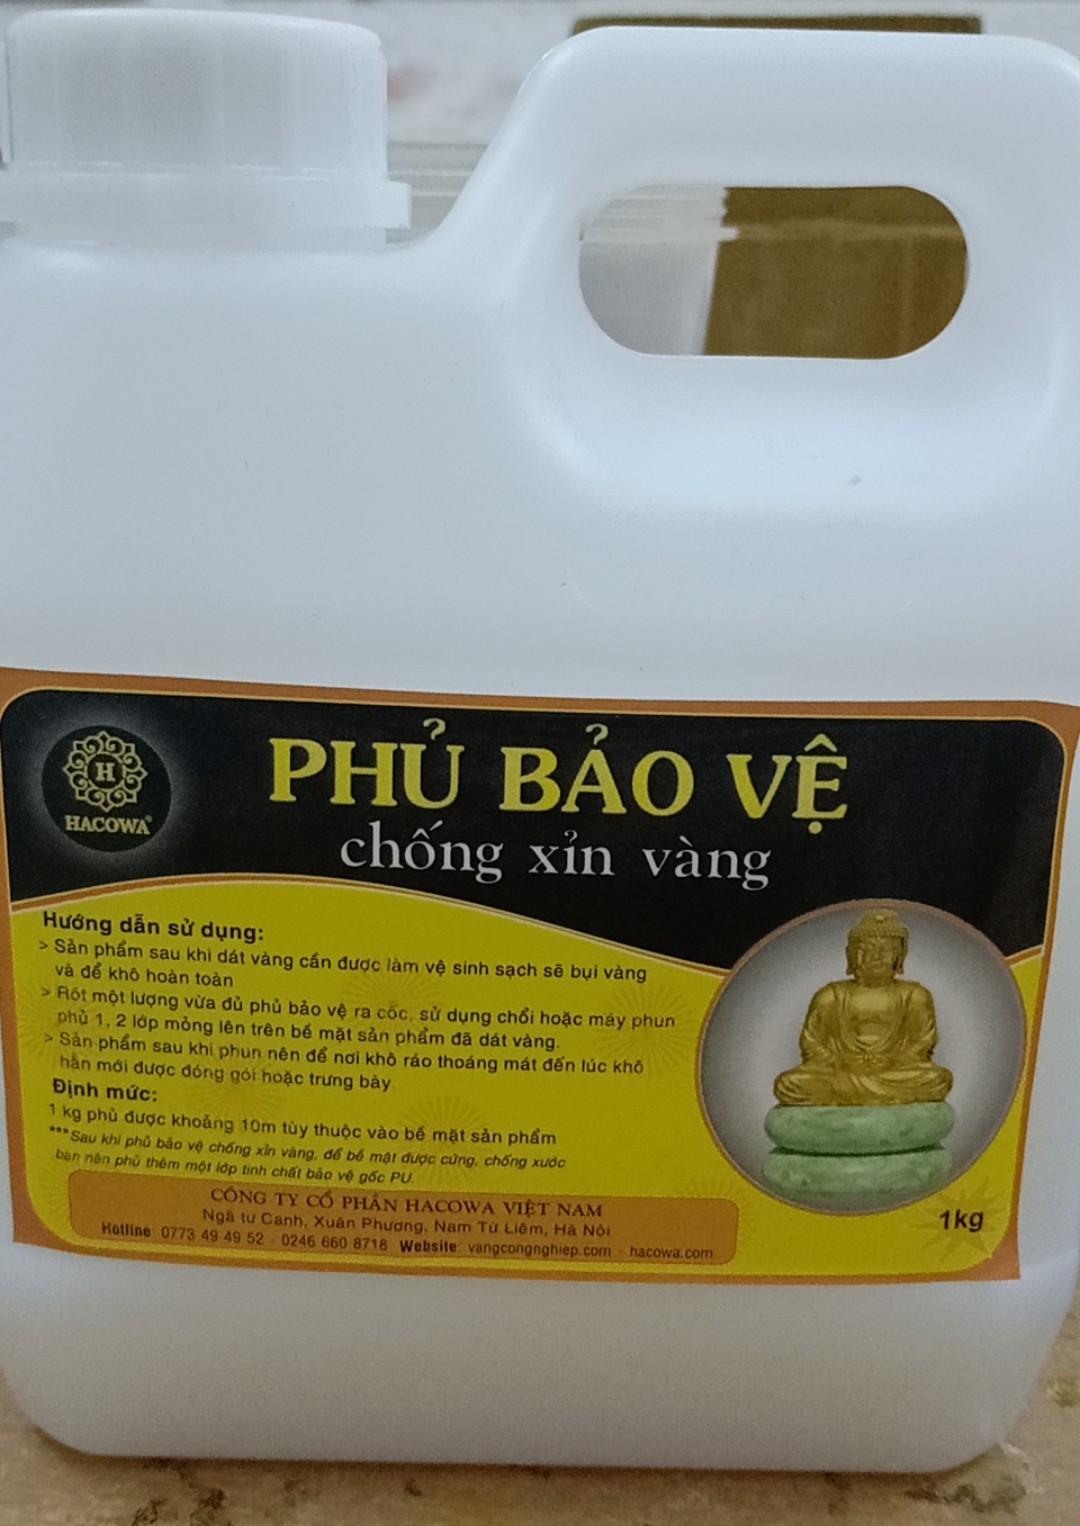 PHỦ BẢO VỆ
chống xỉn vàng
H
HACOWA®
Hướng dẫn sử dụng:
> Sản phẩm sau khi dát vàng cần được làm vệ sinh sạch sẽ bụi vàng
và để khô hoàn toàn
> Rót một lượng vừa đủ phủ bảo vệ ra cốc, sử dụng chổi hoặc máy phun
phủ 1, 2 lớp mỏng lên trên bề mặt sản phẩm đã dát vàng.
> Sản phẩm sau khi phun nên để nơi khô ráo thoáng mát đến lúc khô
hẳn mới được đóng gói hoặc trưng bày.
Định mức:
1 kg phủ được khoảng 10m tùy thuộc vào bề mặt sản phẩm
***Sau khi phủ bảo vệ chống xỉn vàng, để bề mặt được cứng, chống xước
bạn nên phủ thêm một lớp tinh chất bảo vệ gốc PU.
CÔNG TY CỔ PHẦN HACOWA VIỆT NAM
Ngã tư Canh, Xuân Phương, Nam Từ Liêm, Hà Nội
Hotline: 0773 49 49 52 - 0246 660 8718 Website: vangcongnghiep.com - hacowa.com
1kg